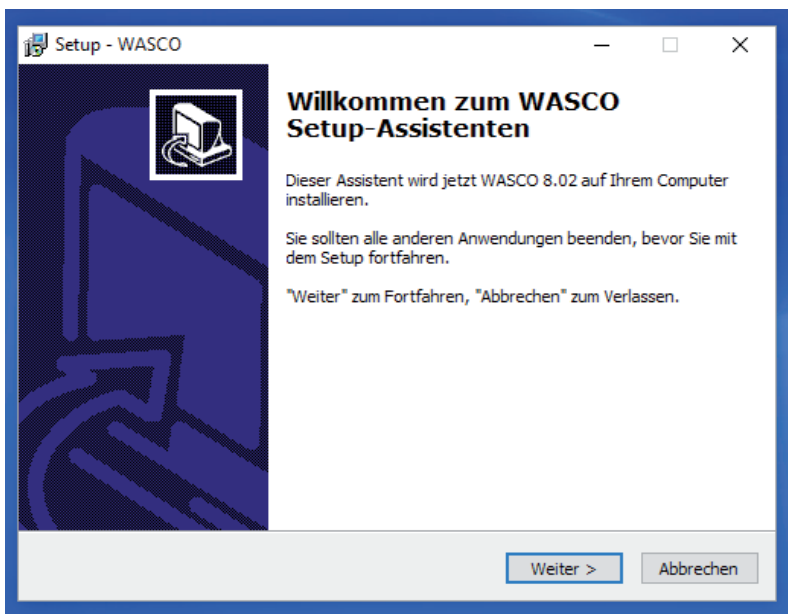 Setup - WASCO
Willkommen zum WASCO
Setup-Assistenten
Dieser Assistent wird jetzt WASCO 8.02 auf Ihrem Computer
installieren.
Sie sollten alle anderen Anwendungen beenden, bevor Sie mit
dem Setup fortfahren.
"Weiter" zum Fortfahren, "Abbrechen" zum Verlassen.
Weiter >
Abbrechen